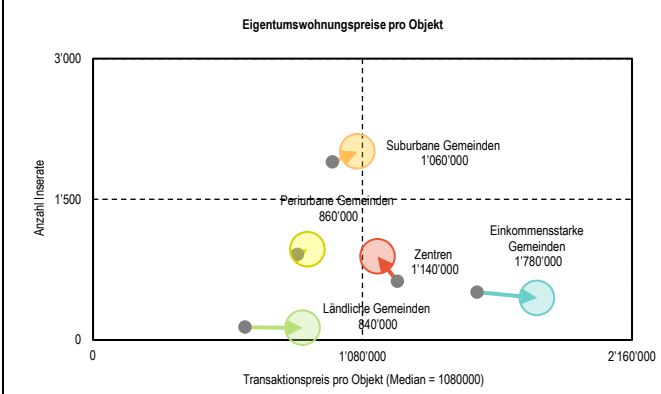 Eigentumswohnungspreise pro Objekt
3'000
Suburbane Gemeinden
1'060'000
Anzahl Inserate
1'500
Periurbane Gemeinden
860'000
Einkommensstarke
Gemeinden
1'780'000
Zentren
1'140'000
Ländliche Gemeinden
840'000
0
0
1'080'000
2'160'000
Transaktionspreis pro Objekt (Median = 1080000)